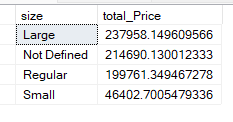 size total_Price
Large 237958.149609566
Not Defined 214690.130012333
Regular 199761.349467278
Small 46402.7005479336